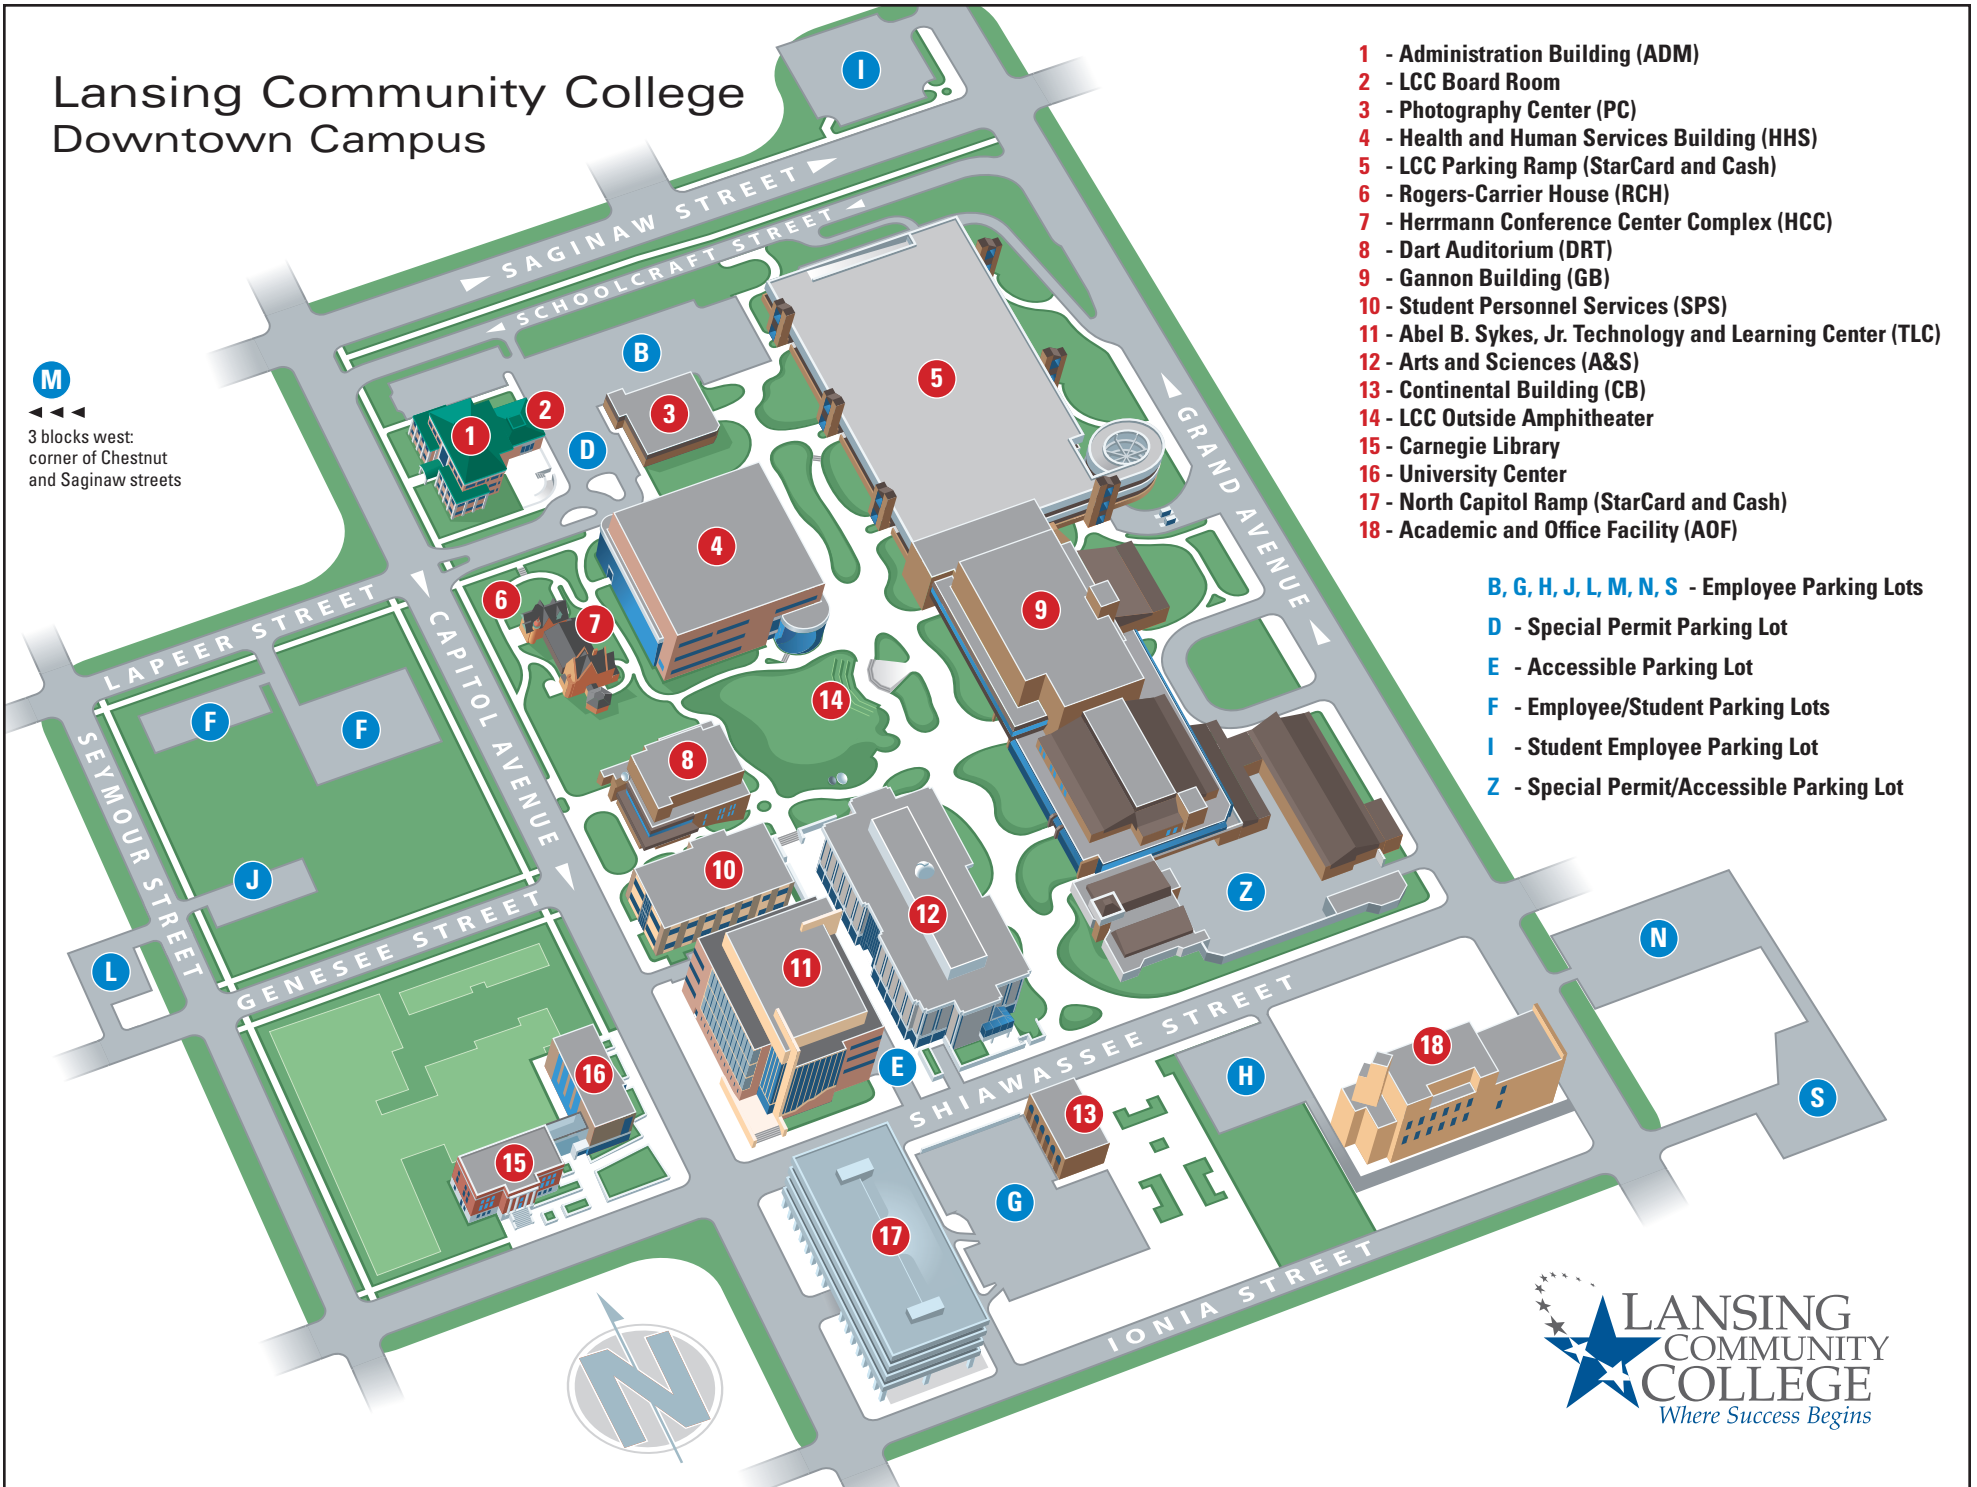 Lansing Community College
Downtown Campus
1 - Administration Building (ADM)
2 - LCC Board Room
3 - Photography Center (PC)
4 - Health and Human Services Building (HHS)
5 - LCC Parking Ramp (StarCard and Cash)
6 - Rogers-Carrier House (RCH)
7 - Herrmann Conference Center Complex (HCC)
8 - Dart Auditorium (DRT)
9 - Gannon Building (GB)
10 - Student Personnel Services (SPS)
11 - Abel B. Sykes, Jr. Technology and Learning Center (TLC)
12 - Arts and Sciences (A&S)
13 - Continental Building (CB)
14 - LCC Outside Amphitheater
15 - Carnegie Library
16 - University Center
17 - North Capitol Ramp (StarCard and Cash)
18 - Academic and Office Facility (AOF)
B, G, H, J, L, M, N, S - Employee Parking Lots
D - Special Permit Parking Lot
E - Accessible Parking Lot
F - Employee/Student Parking Lots
I - Student Employee Parking Lot
Z - Special Permit/Accessible Parking Lot
I
SAGINAW STREET
SCHOOLCRAFT STREET
B
M
3 blocks west:
corner of Chestnut
and Saginaw streets
5
2
3
1
D
GRAND AVENUE
4
6
7
9
LAPEER STREET
CAPITOL AVENUE
14
F
F
SEYMOUR STREET
8
10
J
Z
12
GENESEE STREET
N
11
L
SHIAWASSEE STREET
18
E
16
H
S
13
15
G
17
IONIA STREET
N
LANSING
COMMUNITY
COLLEGE
Where Success Begins